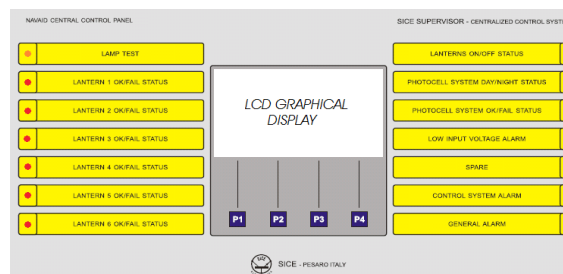 NAVAID CENTRAL CONTROL PANEL
SICE SUPERVISOR - CENTRALIZED CONTROL SYST
LAMP TEST
LANTERN 1 OK/FAIL STATUS
LANTERN 2 OK/FAIL STATUS
LANTERN 3 OK/FAIL STATUS
LANTERN 4 OK/FAIL STATUS
LANTERN 5 OK/FAIL STATUS
LANTERN 6 OK/FAIL STATUS
LCD GRAPHICAL
DISPLAY
P1 P2 P3 P4
LANTERNS ON/OFF STATUS
PHOTOCELL SYSTEM DAY/NIGHT STATUS
PHOTOCELL SYSTEM OK/FAIL STATUS
LOW INPUT VOLTAGE ALARM
SPARE
CONTROL SYSTEM ALARM
GENERAL ALARM
SICE - PESARO ITALY